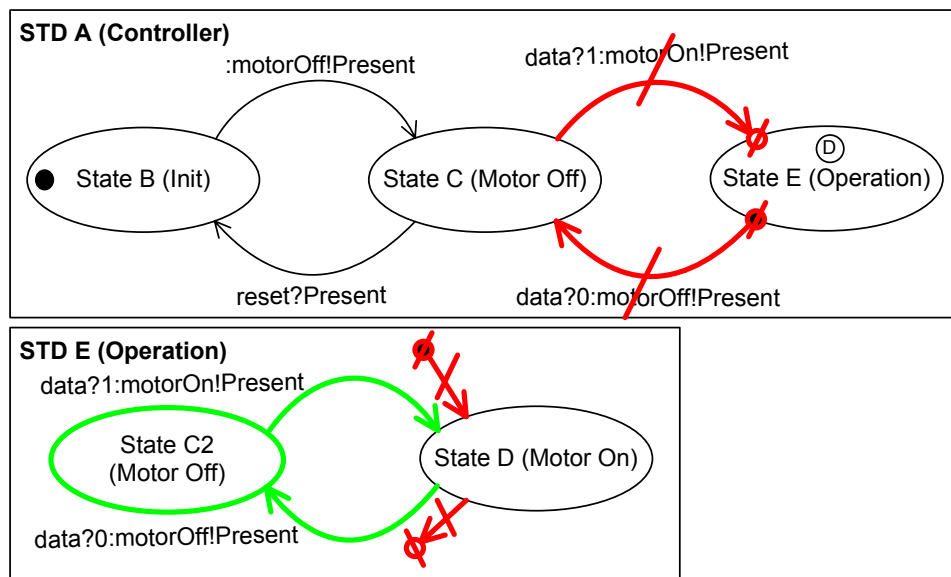 STD A (Controller)
:motorOff!Present
data?1:motorOn!Present
State B (Init)
State C (Motor Off)
D
State E (Operation)
reset?Present
data?0:motorOff!Present
STD E (Operation)
data?1:motorOn!Present
State C2
(Motor Off)
State D (Motor On)
data?0:motorOff!Present